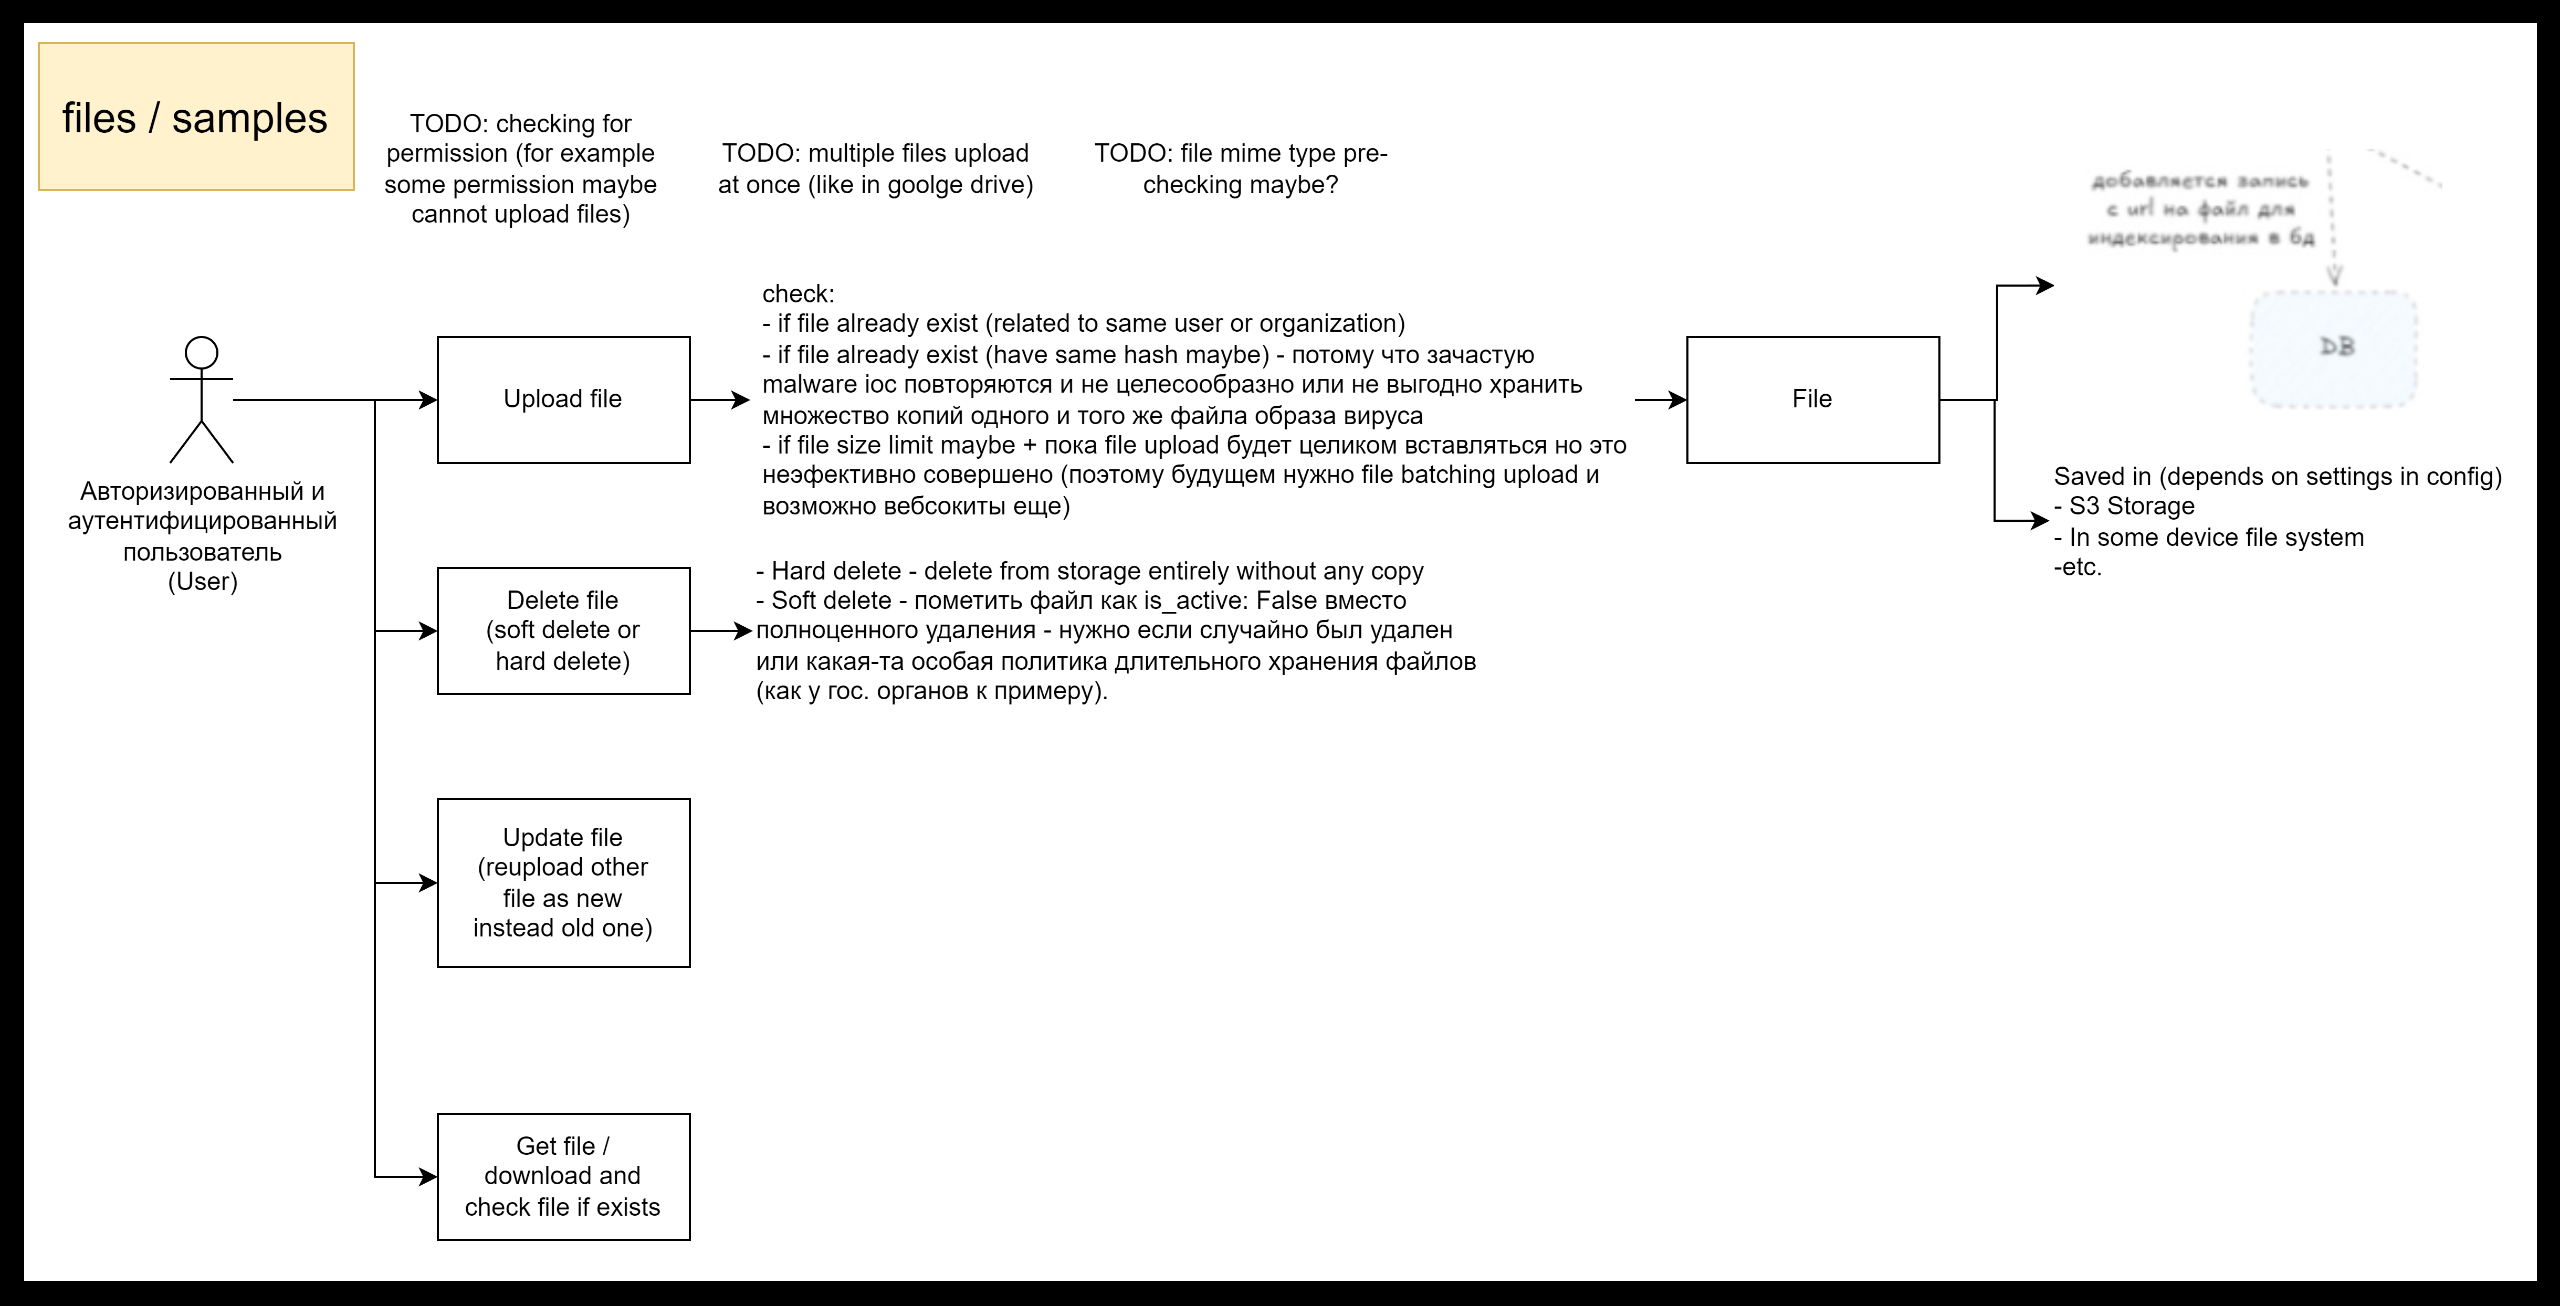 files / samples
TODO: checking for
permission (for example
some permission maybe
cannot upload files)
TODO: multiple files upload
at once (like in goolge drive)
TODO: file mime type pre-
checking maybe?
добавляется запись
с url на файл для
индексирования в бд
DB
Авторизированный и
аутентифицированный
пользователь
(User)
Upload file
check:
- if file already exist (related to same user or organization)
- if file already exist (have same hash maybe) - потому что зачастую
malware ioc повторяются и не целесообразно или не выгодно хранить
множество копий одного и того же файла образа вируса
- if file size limit maybe + пока file upload будет целиком вставляться но это
неэфективно совершено (поэтому будущем нужно file batching upload и
возможно вебсокиты еще)
File
Saved in (depends on settings in config)
- S3 Storage
- In some device file system
-etc.
Delete file
(soft delete or
hard delete)
- Hard delete - delete from storage entirely without any copy
- Soft delete - пометить файл как is_active: False вместо
полноценного удаления - нужно если случайно был удален
или какая-та особая политика длительного хранения файлов
(как у гос. органов к примеру).
Update file
(reupload other
file as new
instead old one)
Get file /
download and
check file if exists